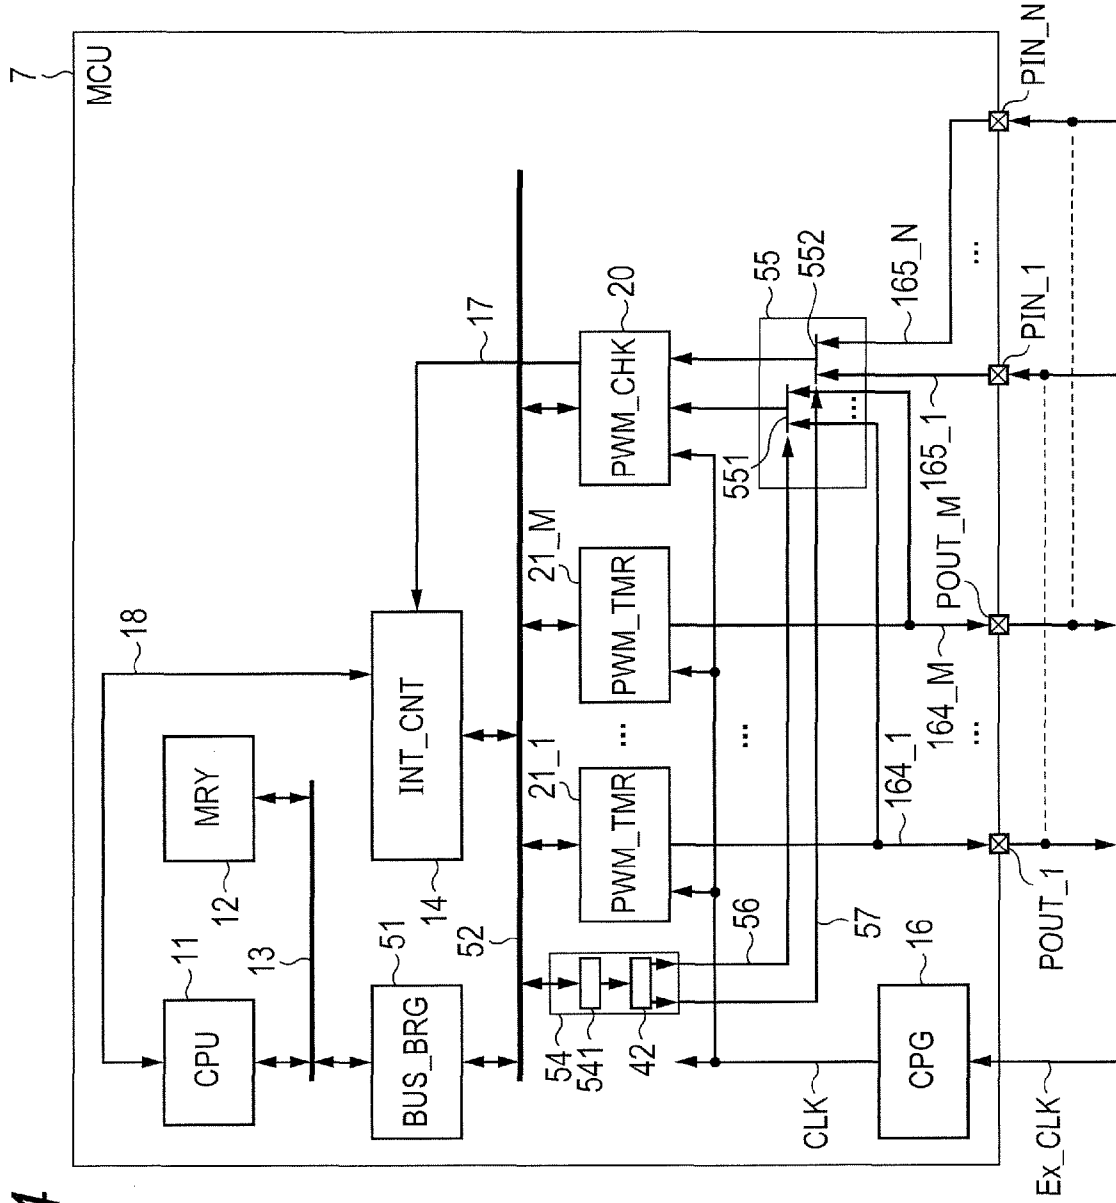 4
7
MCU
18
11
CPU
12
MRY
13
51
BUS_BRG
14
INT_CNT
17
52
54
541
42
21_1
PWM_TMR
...
21_M
PWM_TMR
20
PWM_CHK
...
56
57
55
551
552
...
CLK
16
CPG
164_1
...
164_M
165_1
165_N
...
Ex_CLK
POUT_1
POUT_M
PIN_1
PIN_N